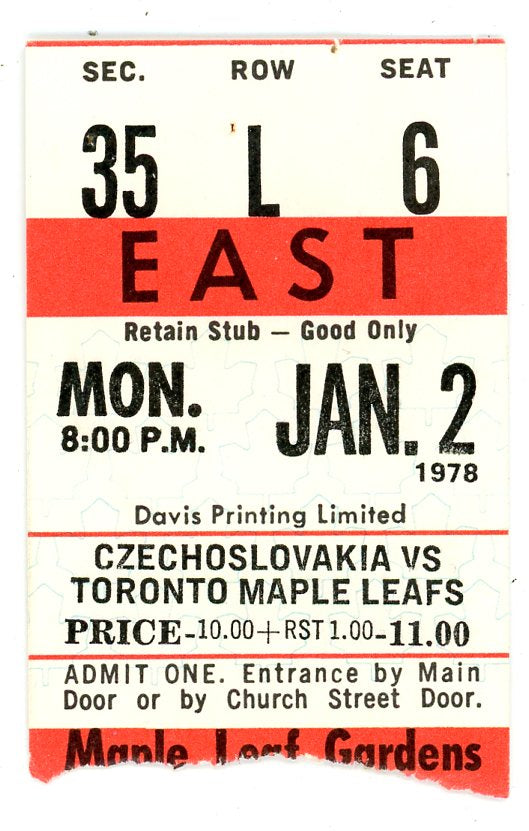 SEC. ROW SEAT
35 L 6
EAST
Retain Stub — Good Only
MON. JAN. 2
8:00 P.M. 1978
Davis Printing Limited
CZECHOSLOVAKIA VS
TORONTO MAPLE LEAFS
PRICE-10.00+RST 1.00-11.00
ADMIT ONE. Entrance by Main
Door or by Church Street Door.
Maple Leaf Gardens